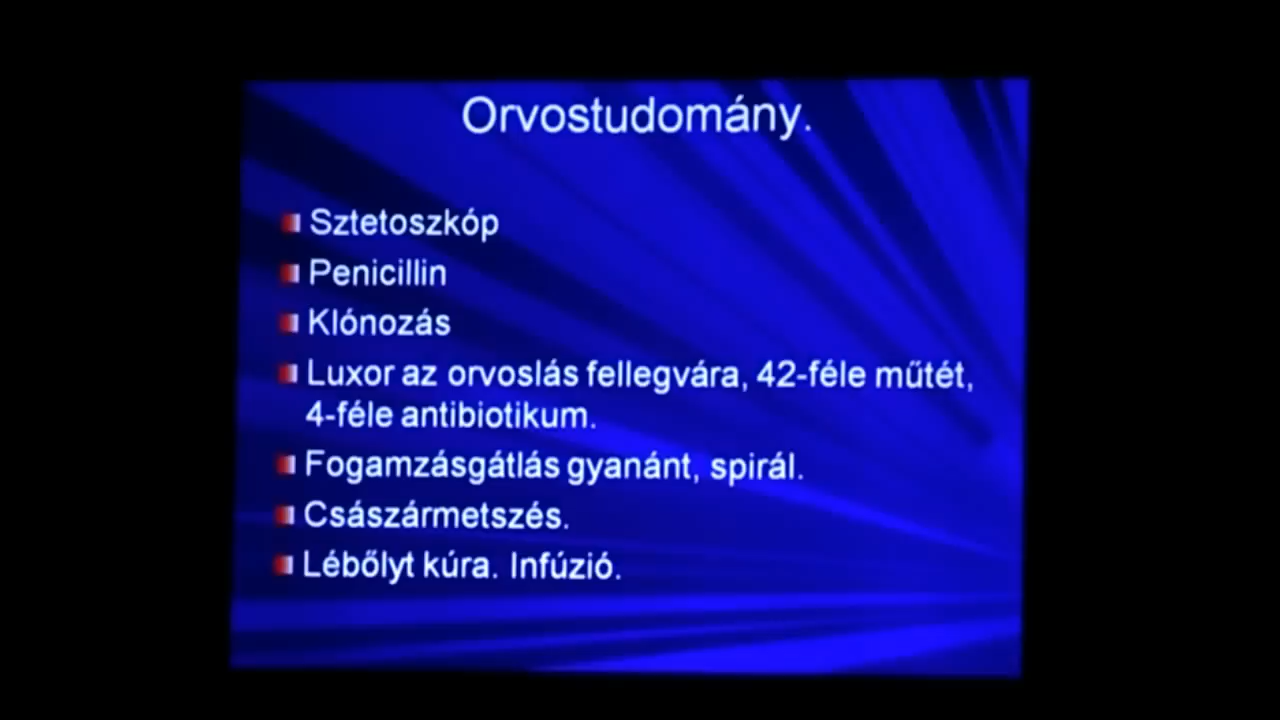 Orvostudomány.
Sztetoszkóp
Penicillin
Klónozás
Luxor az orvoslás fellegvára, 42-féle műtét,
4-féle antibiotikum.
Fogamzásgátlás gyanánt, spirál.
Császármetszés.
Lébőlyt kúra. Infúzió.